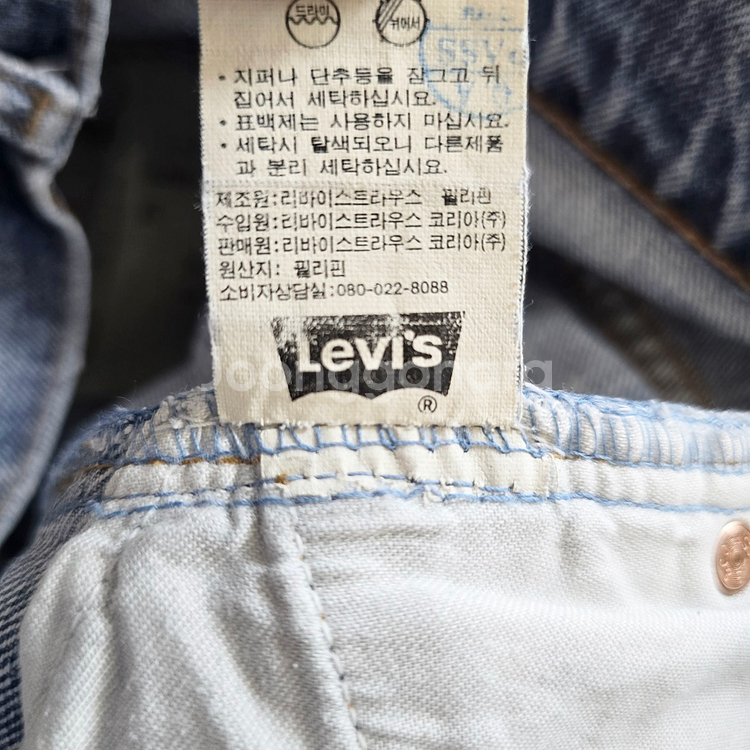 드라이
뉘어서
• 지퍼나 단추등을 잠그고 뒤
집어서 세탁하십시요.
• 표백제는 사용하지 마십시요.
• 세탁시 탈색되오니 다른제품
과 분리 세탁하십시요.
제조원:리바이스트라우스 필리핀
수입원:리바이스트라우스 코리아(주)
판매원:리바이스트라우스 코리아(주)
원산지: 필리핀
소비자상담실:080-022-8088
Levi's
®